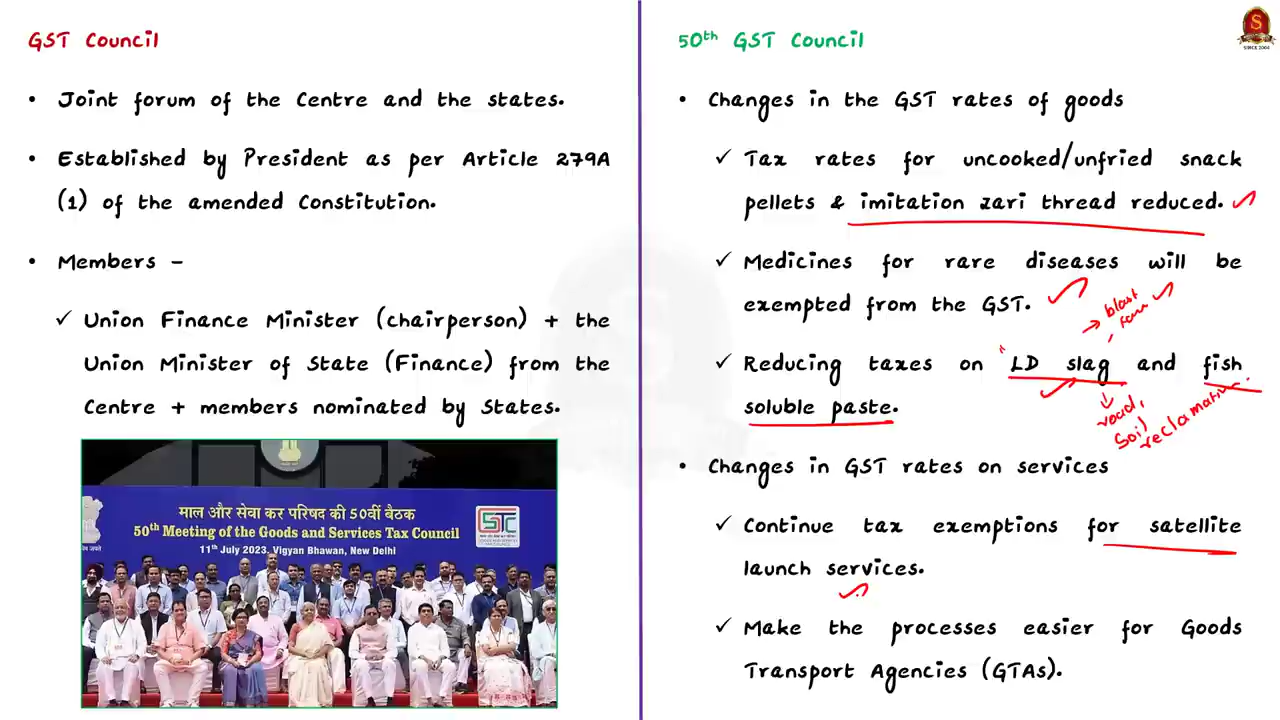 GST Council
• Joint forum of the Centre and the states.
• Established by President as per Article 279A
(1) of the amended Constitution.
• Members –
✓ Union Finance Minister (chairperson) + the
Union Minister of State (Finance) from the
Centre + members nominated by States.
माल और सेवा कर परिषद की 50वीं बैठक
50th Meeting of the Goods and Services Tax Council
11th July 2023, Vigyan Bhawan, New Delhi
GSTC
50th GST Council
• Changes in the GST rates of goods
✓ Tax rates for uncooked/unfried snack
pellets & imitation zari thread reduced.
✓ Medicines for rare diseases will be
exempted from the GST.
→ blast
✓ Reducing taxes on LD slag and fish
soluble paste.
road,
soil
reclamation.
• Changes in GST rates on services
✓ Continue tax exemptions for satellite
launch services.
✓ Make the processes easier for Goods
Transport Agencies (GTAs).
S
SINCE 2004